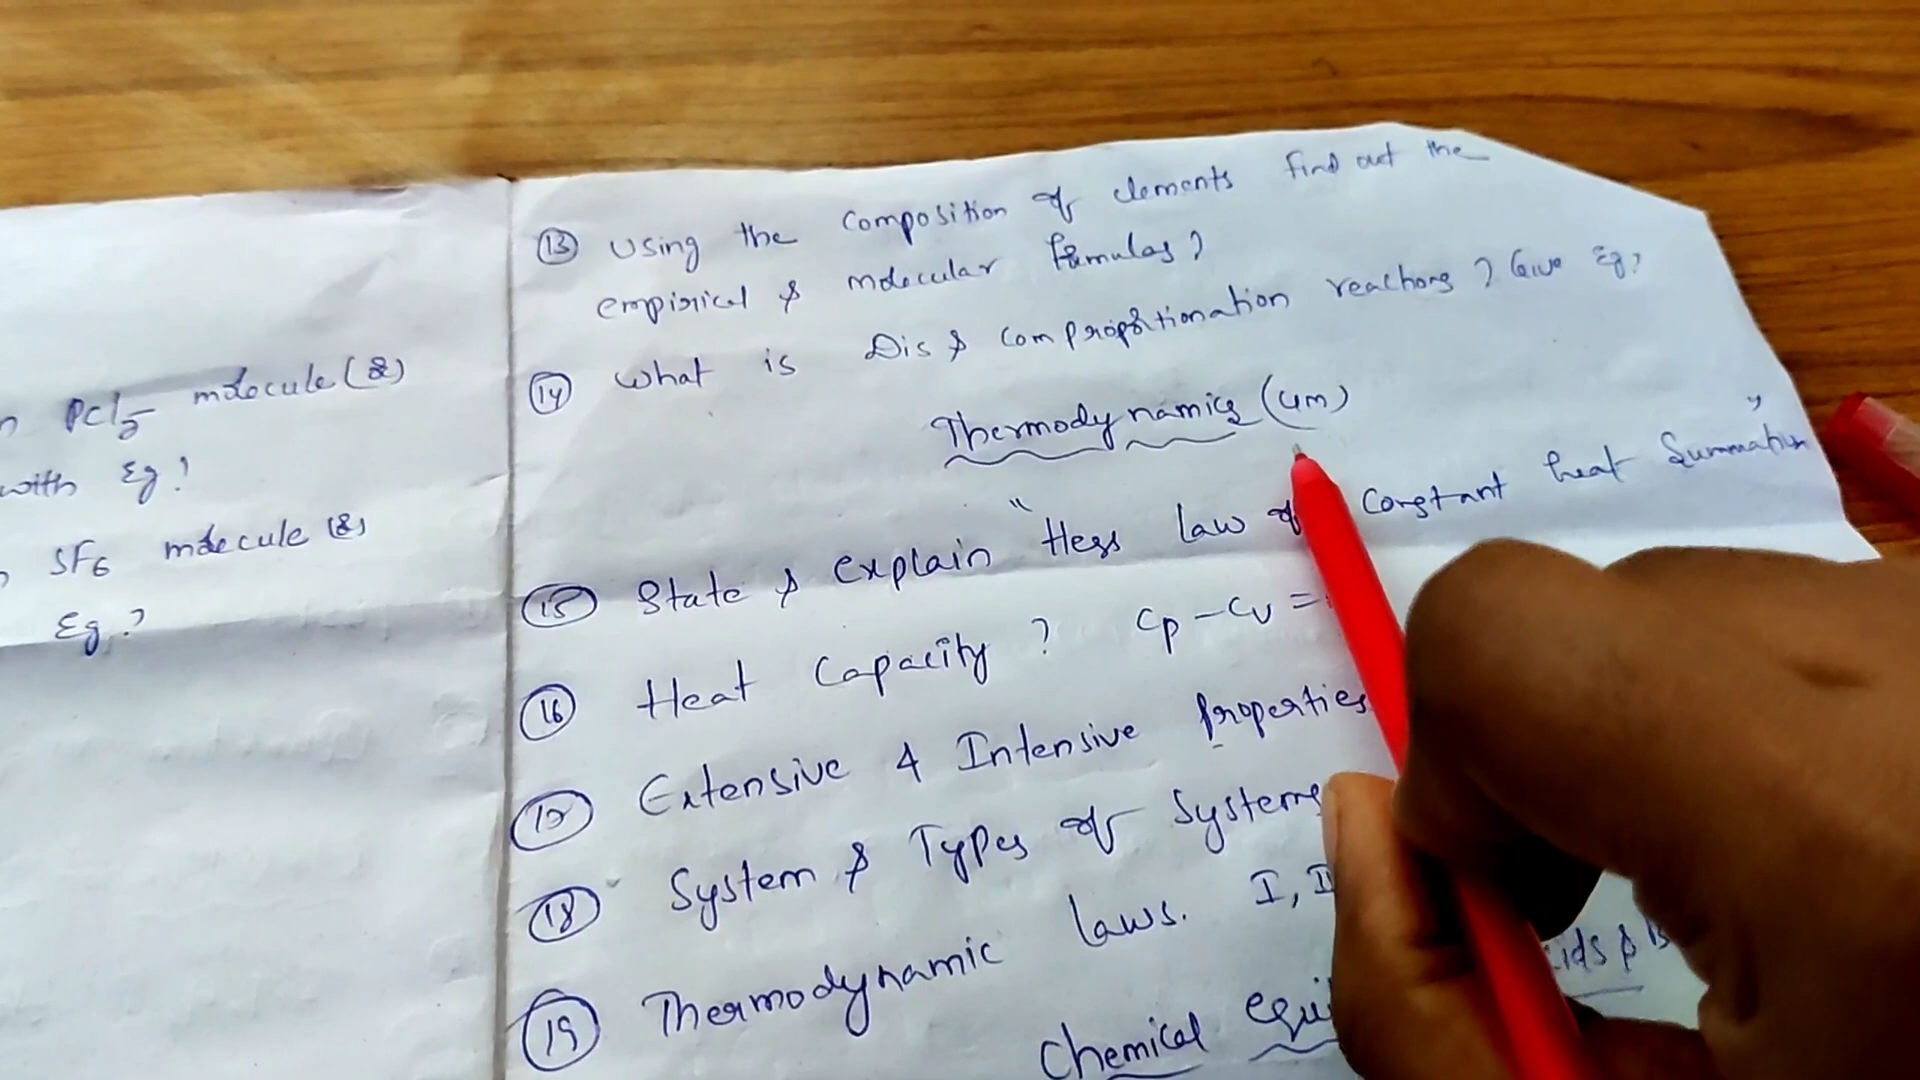 PCl5 molecule (&)
with Eg?
SF6 molecule (&)
Eg?
13 Using the composition of elements find out the
empirical & molecular formulas?
14 What is Dis & comproportionation reactions? Give Eg?
Thermodynamics (4m)
15 State & explain "Hess law of constant heat Summation"
16 Heat Capacity? Cp - Cv =
17 Extensive & Intensive properties
18 System & Types of Systems
19 Thermodynamic laws. I, II
Chemical